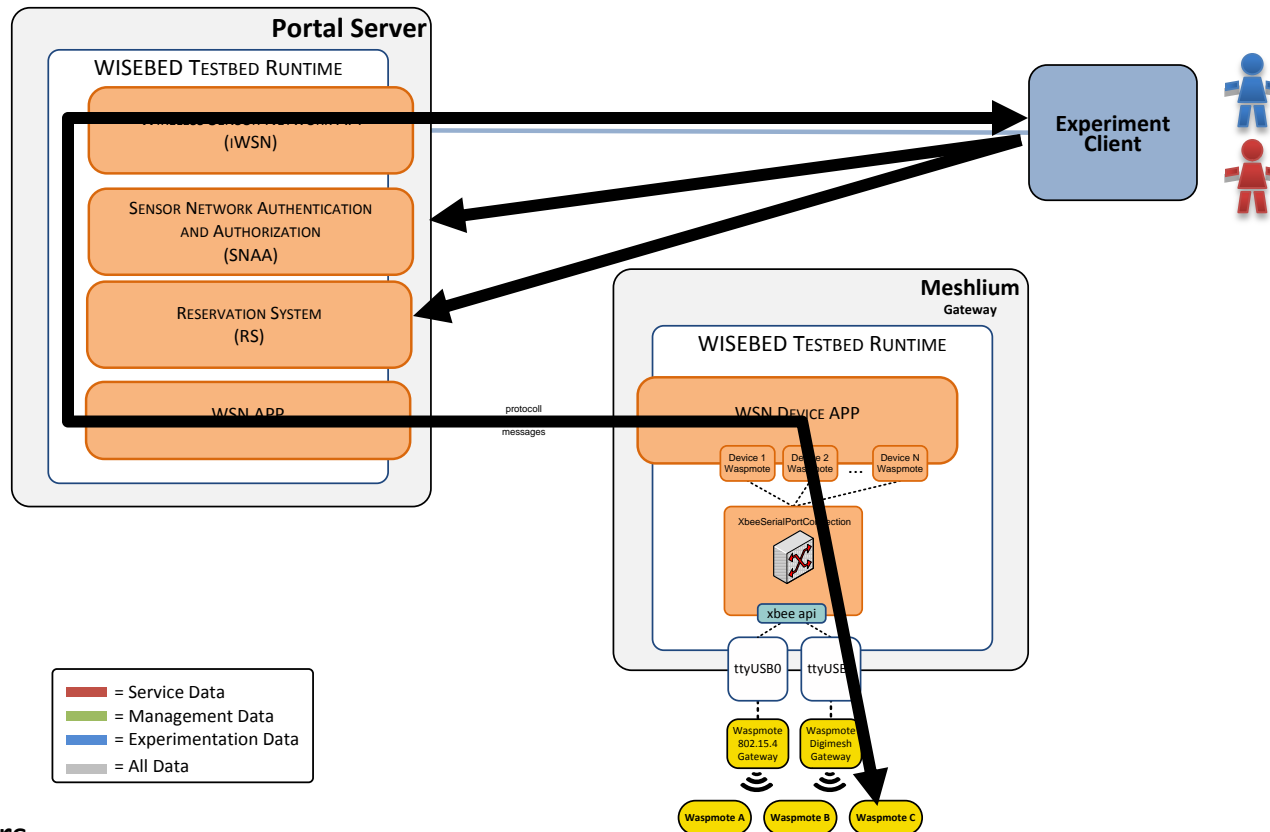 Portal Server
WISEBED TESTBED RUNTIME
(IWSN)
SENSOR NETWORK AUTHENTICATION
AND AUTHORIZATION
(SNAA)
RESERVATION SYSTEM
(RS)
WSN APP
protocoll
messages
Experiment
Client
Meshlium
Gateway
WISEBED TESTBED RUNTIME
WSN DEVICE APP
Device 1
Waspmote
Device 2
Waspmote
...
Device N
Waspmote
XbeeSerialPortConnection
xbee api
ttyUSB0
Waspmote
802.15.4
Gateway
Waspmote
Digimesh
Gateway
Waspmote A
Waspmote B
Waspmote C
= Service Data
= Management Data
= Experimentation Data
= All Data